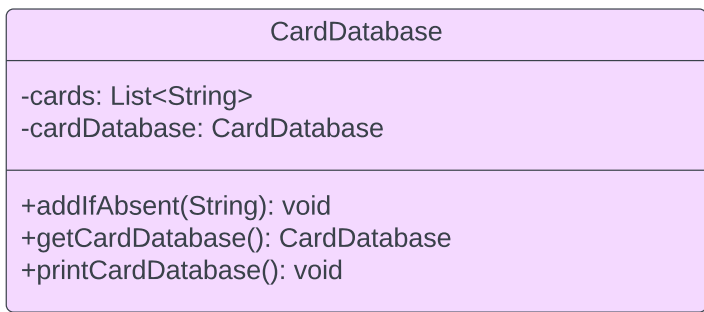 CardDatabase
-cards: List<String>
-cardDatabase: CardDatabase
+addIfAbsent(String): void
+getCardDatabase(): CardDatabase
+printCardDatabase(): void